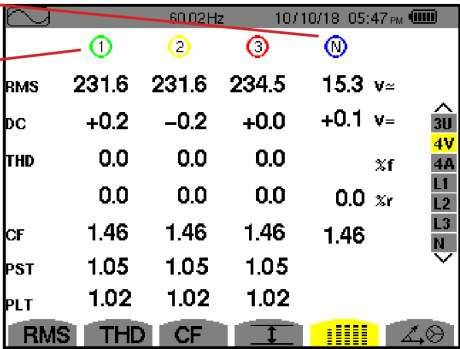 60.02Hz 10/10/18 05:47 PM
1 2 3 N
RMS 231.6 231.6 234.5 15.3 v≃
DC +0.2 −0.2 +0.0 +0.1 v=
3U
4V
THD 0.0 0.0 0.0 %f
4A
L1
0.0 0.0 0.0 0.0 %r
L2
L3
CF 1.46 1.46 1.46 1.46
N
PST 1.05 1.05 1.05
PLT 1.02 1.02 1.02
RMS THD CF